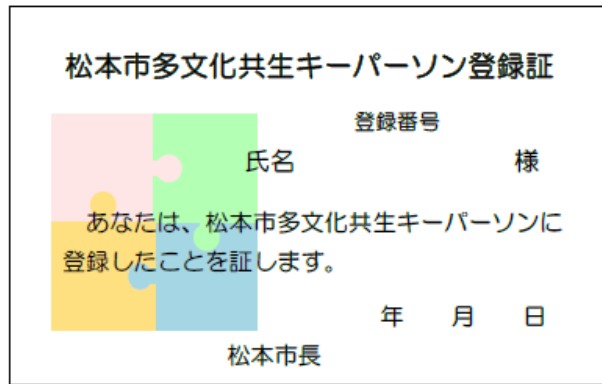 松本市多文化共生キーパーソン登録証
登録番号
氏名　　　　　　　　　様
　あなたは、松本市多文化共生キーパーソンに
登録したことを証します。
年　　月　　日
松本市長